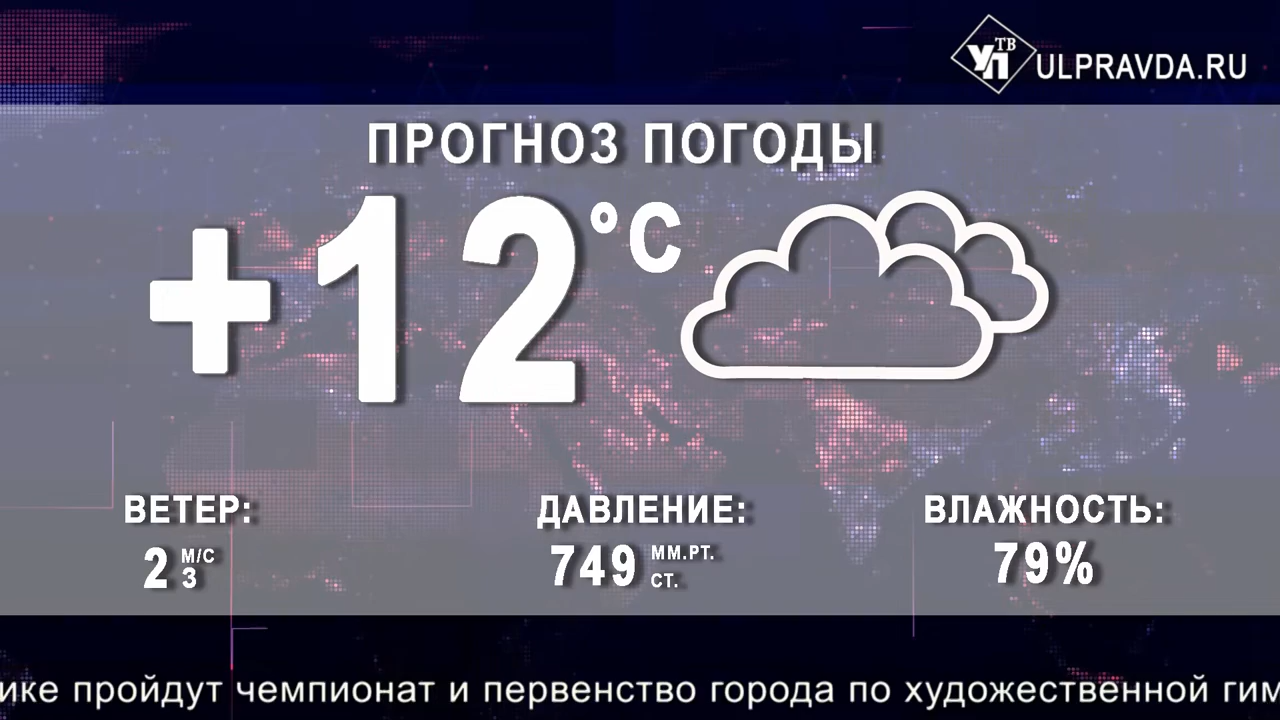 УП ТВ ULPRAVDA.RU
ПРОГНОЗ ПОГОДЫ
+12 °C
ВЕТЕР: ДАВЛЕНИЕ: ВЛАЖНОСТЬ:
2 М/С З 749 ММ.РТ. СТ. 79%
ике пройдут чемпионат и первенство города по художественной гим